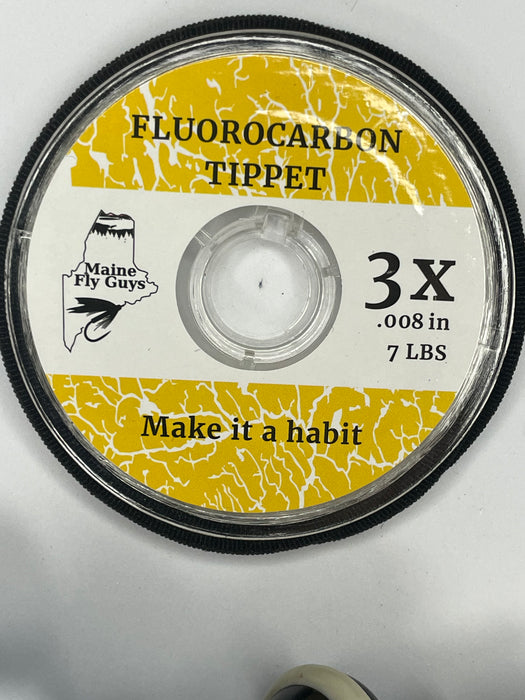 FLUOROCARBON
TIPPET
Maine
Fly Guys
3X
.008 in
7 LBS
Make it a habit